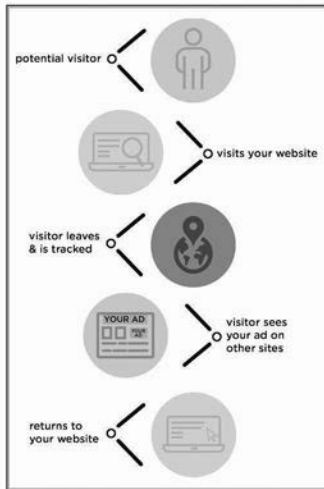 potential visitor
visits your website
visitor leaves
& is tracked
YOUR AD
YOUR
AD
visitor sees
your ad on
other sites
returns to
your website